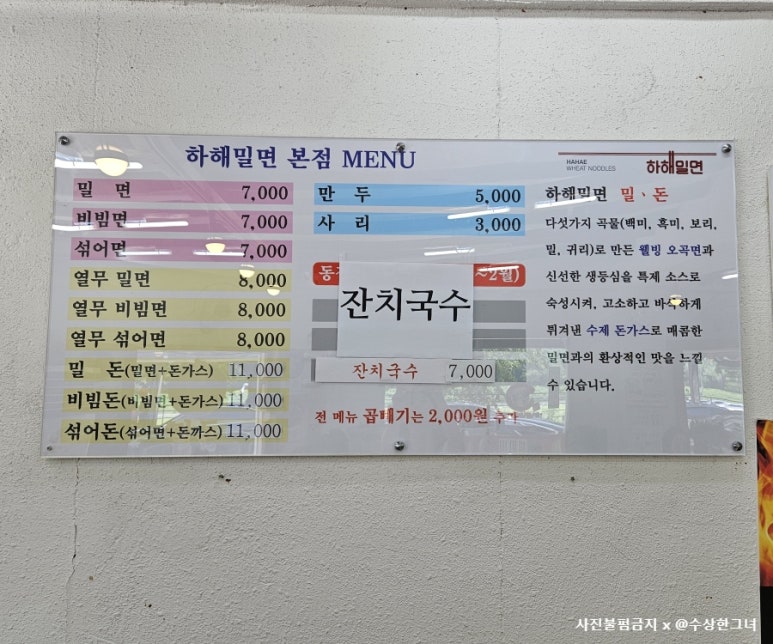 하해밀면 본점 MENU
HAHAE
WHEAT NOODLES
하해밀면
밀 면 7,000
비빔면 7,000
섞어면 7,000
열무 밀면 8,000
열무 비빔면 8,000
열무 섞어면 8,000
밀 돈(밀면+돈가스) 11,000
비빔돈(비빔면+돈가스) 11,000
섞어돈(섞어면+돈까스) 11,000
만 두 5,000
사 리 3,000
~2월)
잔치국수
잔치국수 7,000
전 메뉴 곱빼기는 2,000원 추가
하해밀면 밀、돈
다섯가지 곡물(백미, 흑미, 보리,
밀, 귀리)로 만든 웰빙 오곡면과
신선한 생등심을 특제 소스로
숙성시켜, 고소하고 바삭하게
튀겨낸 수제 돈가스로 매콤한
밀면과의 환상적인 맛을 느낄
수 있습니다.
사진불펌금지 x @수상한그녀